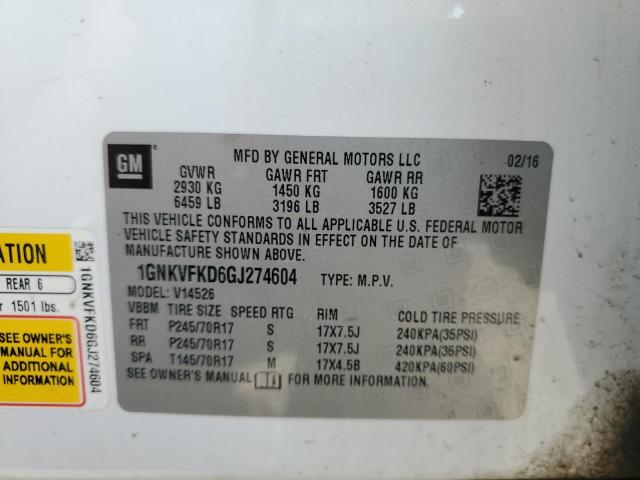 GM
MFD BY GENERAL MOTORS LLC 02/16
GVWR GAWR FRT GAWR RR
2930 KG 1450 KG 1600 KG
6459 LB 3196 LB 3527 LB
THIS VEHICLE CONFORMS TO ALL APPLICABLE U.S. FEDERAL MOTOR
VEHICLE SAFETY STANDARDS IN EFFECT ON THE DATE OF
MANUFACTURE SHOWN ABOVE.
1GNKVFKD6GJ274604 TYPE: M.P.V.
MODEL: V14526
VBBM TIRE SIZE SPEED RTG RIM COLD TIRE PRESSURE
FRT P245/70R17 S 17X7.5J 240KPA(35PSI)
RR P245/70R17 S 17X7.5J 240KPA(35PSI)
SPA T145/70R17 M 17X4.5B 420KPA(60PSI)
SEE OWNER'S MANUAL FOR MORE INFORMATION.
ATION
REAR 6
1501 lbs.
SEE OWNER'S
MANUAL FOR
ADDITIONAL
INFORMATION
1GNKVFKD6GJ274604